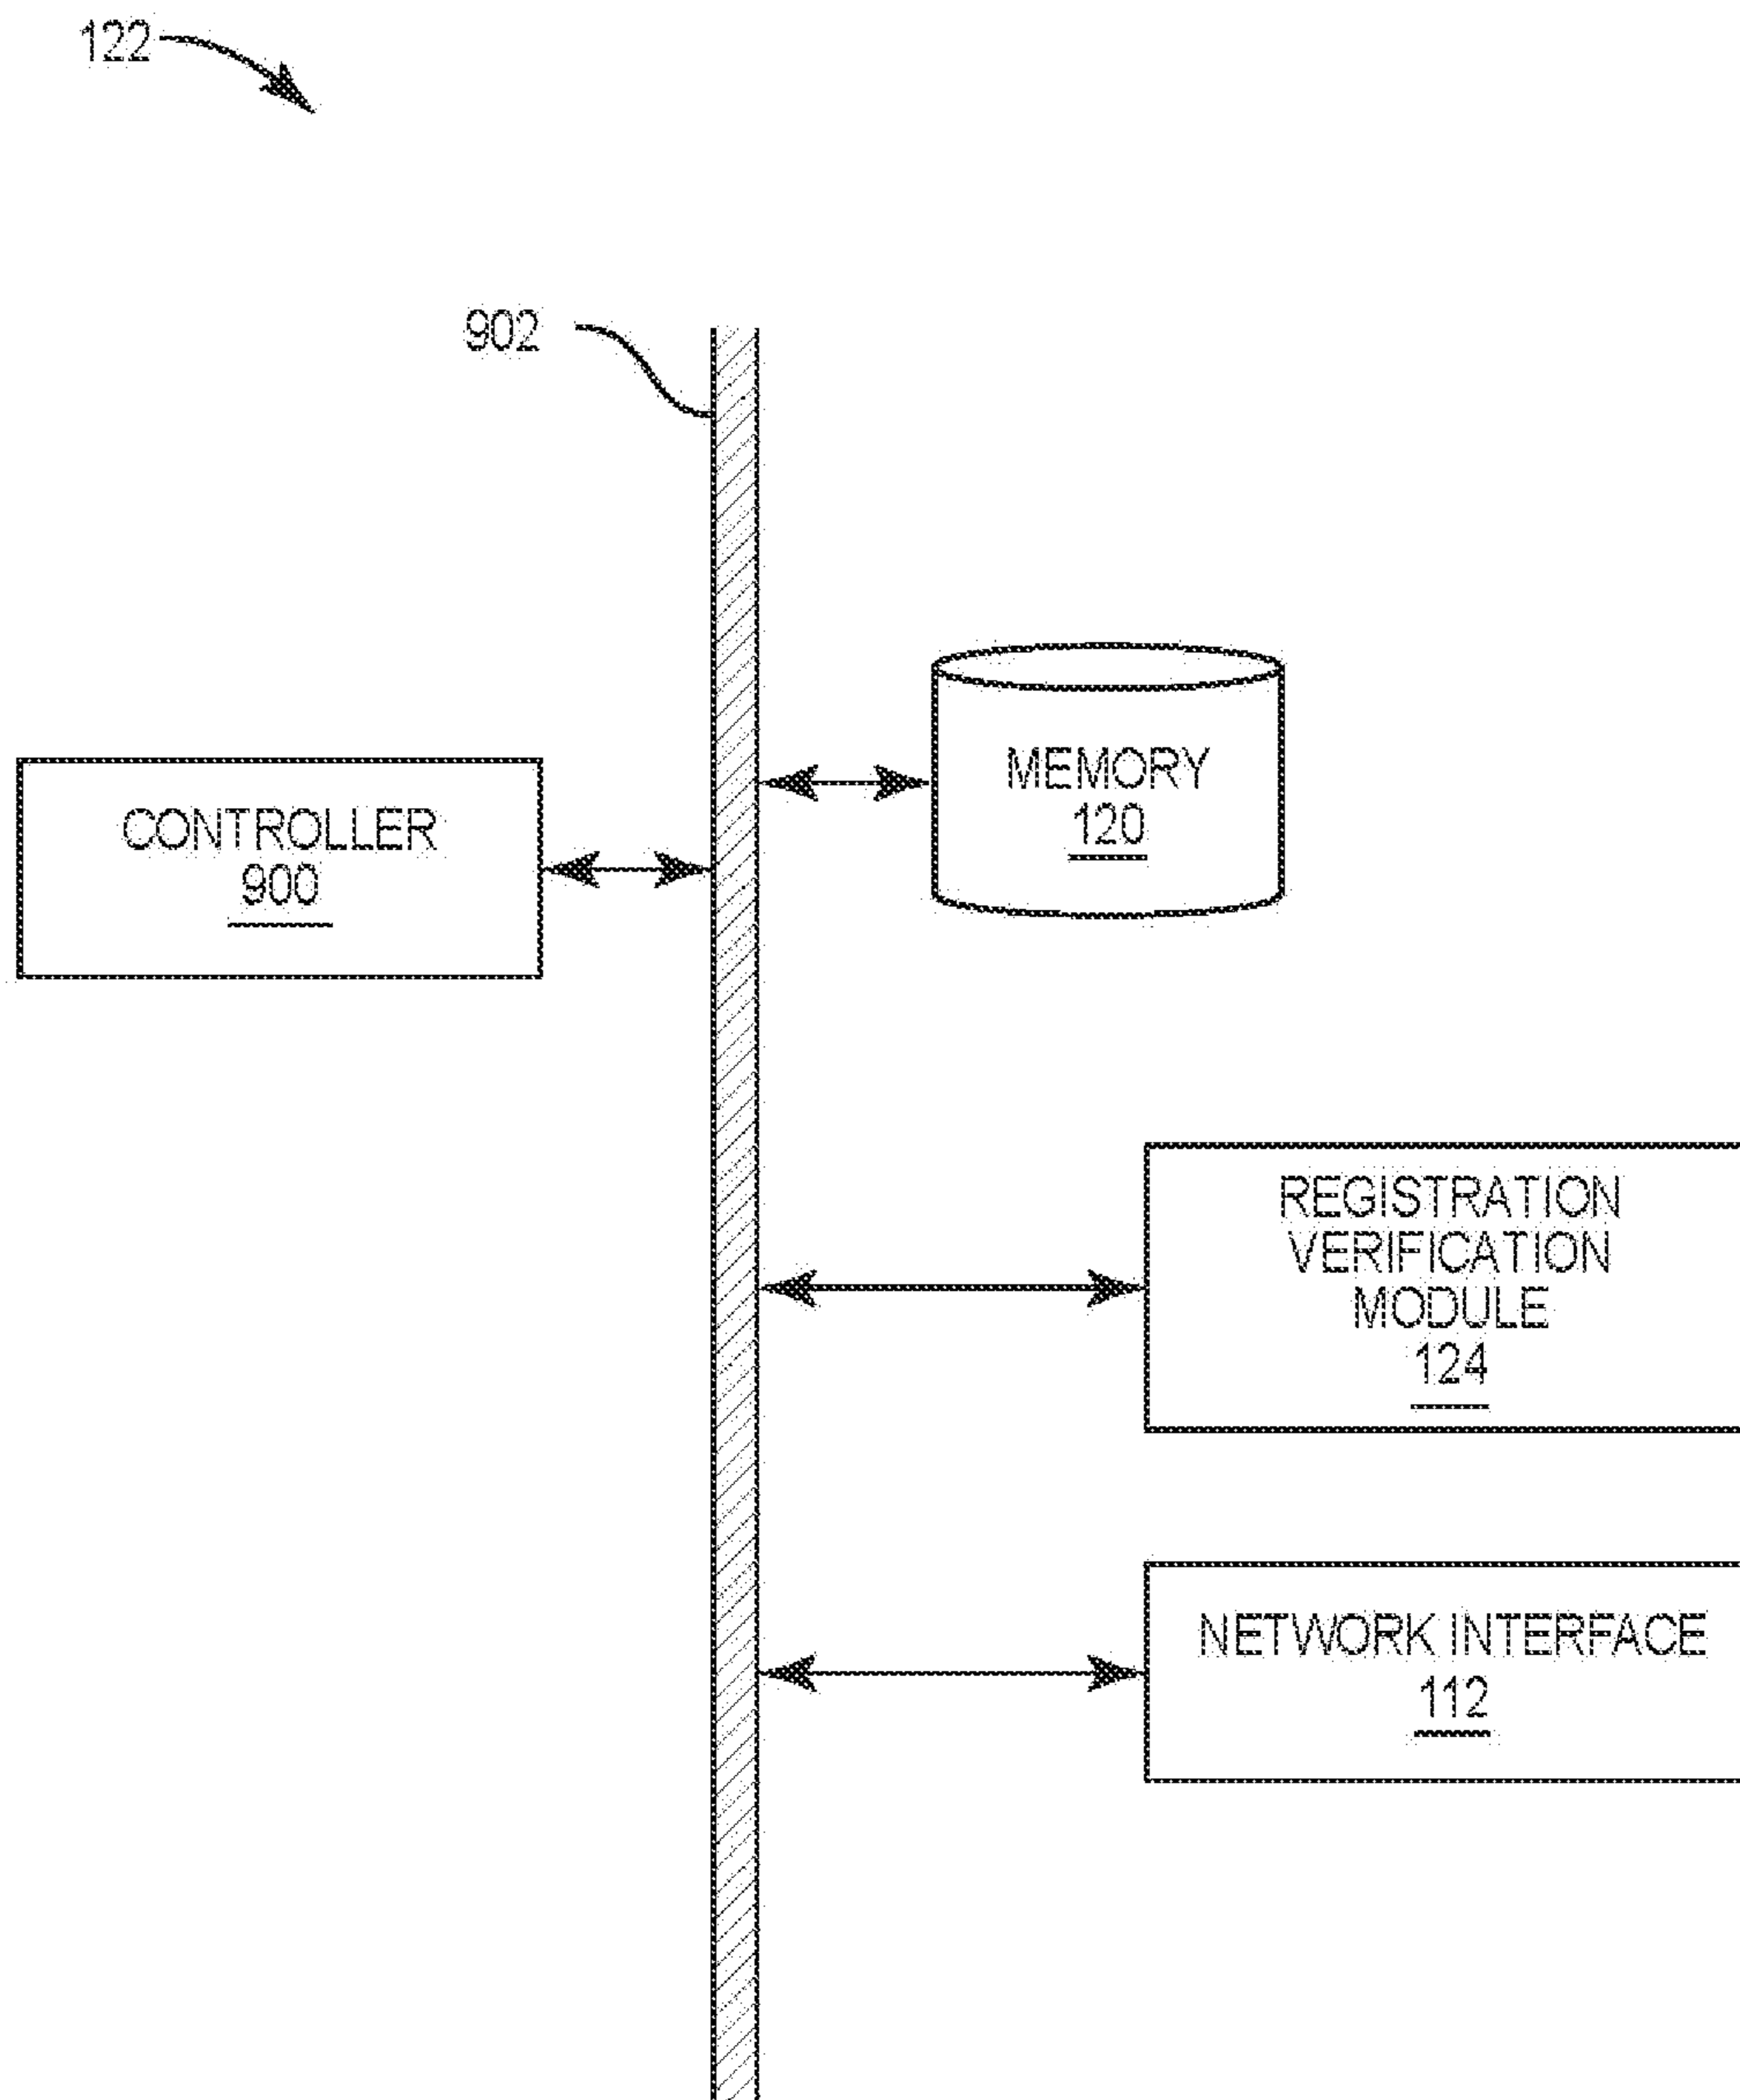 122
902
MEMORY
120
CONTROLLER
900
REGISTRATION
VERIFICATION
MODULE
124
NETWORK INTERFACE
112